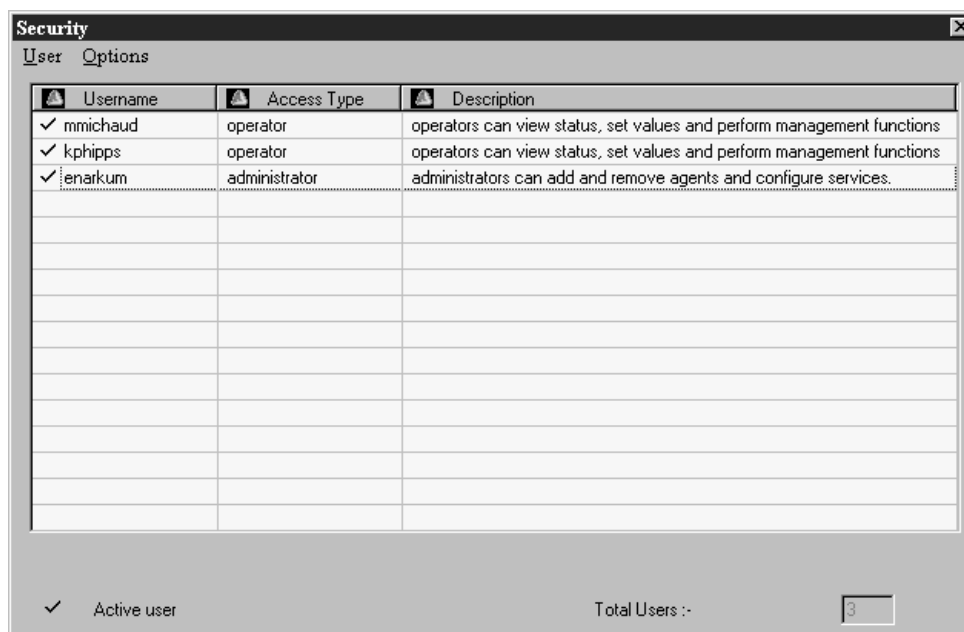 Security
User Options
Username Access Type Description
mmichaud operator operators can view status, set values and perform management functions
kphipps operator operators can view status, set values and perform management functions
enarkum administrator administrators can add and remove agents and configure services.
Active user Total Users :- 3